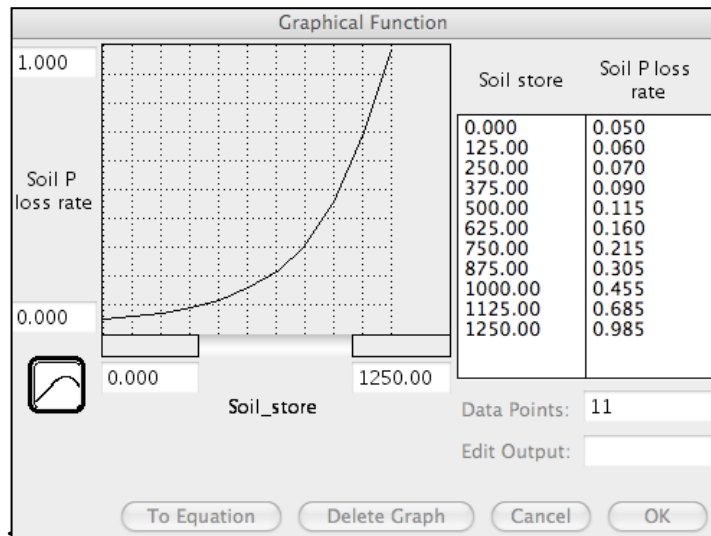 Graphical Function
1.000
Soil P
loss rate
0.000
0.000
1250.00
Soil_store
Soil store
Soil P loss
rate
0.000 0.050
125.00 0.060
250.00 0.070
375.00 0.090
500.00 0.115
625.00 0.160
750.00 0.215
875.00 0.305
1000.00 0.455
1125.00 0.685
1250.00 0.985
Data Points: 11
Edit Output:
To Equation Delete Graph Cancel OK